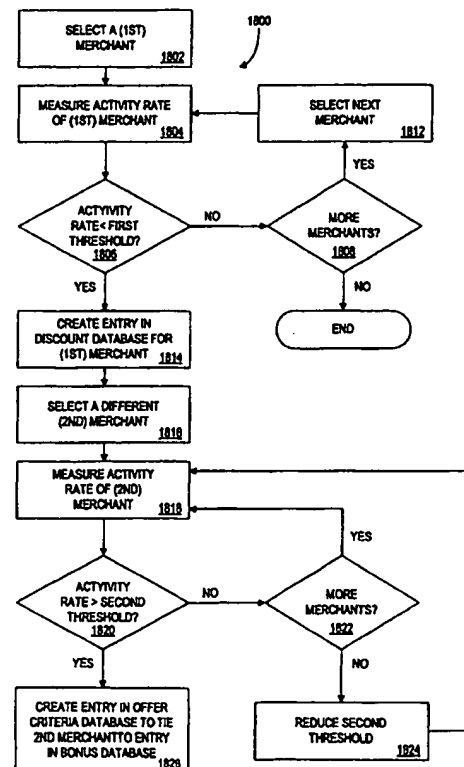 SELECT A (1ST)
MERCHANT
1802
1800
MEASURE ACTIVITY RATE
OF (1ST) MERCHANT
1804
SELECT NEXT
MERCHANT
1812
YES
ACTYIVITY
RATE< FIRST
THRESHOLD?
1806
NO
MORE
MERCHANTS?
1808
YES
NO
CREATE ENTRY IN
DISCOUNT DATABASE FOR
(1ST) MERCHANT
1814
END
SELECT A DIFFERENT
(2ND) MERCHANT
1816
MEASURE ACTIVITY
RATE OF (2ND)
MERCHANT
1818
YES
ACTYIVITY
RATE > SECOND
THRESHOLD?
1820
NO
MORE
MERCHANTS?
1822
YES
NO
CREATE ENTRY IN OFFER
CRITERIA DATABASE TO TIE
2ND MERCHANTTO ENTRY
IN BONUS DATABASE
1826
REDUCE SECOND
THRESHOLD
1824